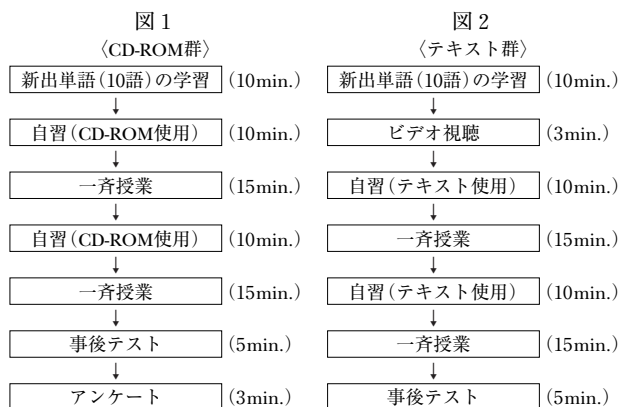 図1
〈CD-ROM群〉
新出単語(10語)の学習 (10min.)
↓
自習(CD-ROM使用) (10min.)
↓
一斉授業 (15min.)
↓
自習(CD-ROM使用) (10min.)
↓
一斉授業 (15min.)
↓
事後テスト (5min.)
↓
アンケート (3min.)
図2
〈テキスト群〉
新出単語(10語)の学習 (10min.)
↓
ビデオ視聴 (3min.)
↓
自習(テキスト使用) (10min.)
↓
一斉授業 (15min.)
↓
自習(テキスト使用) (10min.)
↓
一斉授業 (15min.)
↓
事後テスト (5min.)